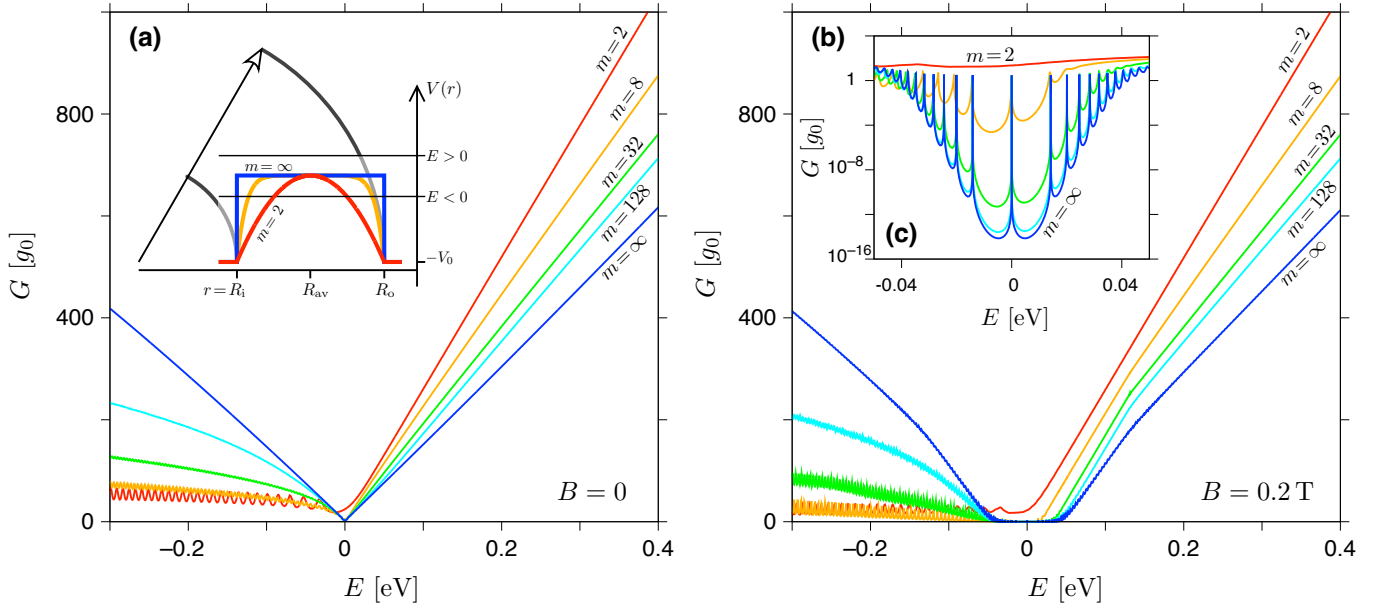 (a)
V(r)
E > 0
m = ∞
E < 0
m = 2
−V₀
r = Rᵢ
R_av
Rₒ
m = 2
m = 8
m = 32
m = 128
m = ∞
B = 0
G [g₀]
800
400
0
−0.2
0
0.2
0.4
E [eV]
(b)
m = 2
1
10⁻⁸
10⁻¹⁶
G [g₀]
m = ∞
(c)
-0.04
0
0.04
E [eV]
m = 2
m = 8
m = 32
m = 128
m = ∞
B = 0.2 T
G [g₀]
800
400
0
−0.2
0
0.2
0.4
E [eV]